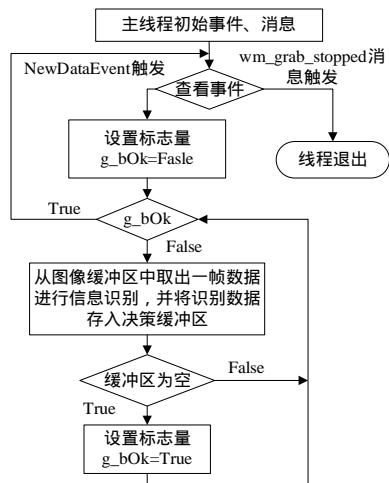 主线程初始事件、消息
NewDataEvent触发
wm_grab_stopped消
息触发
查看事件
设置标志量
g_bOk=Fasle
线程退出
True
g_bOk
False
从图像缓冲区中取出一帧数据
进行信息识别，并将识别数据
存入决策缓冲区
缓冲区为空
False
True
设置标志量
g_bOk=True